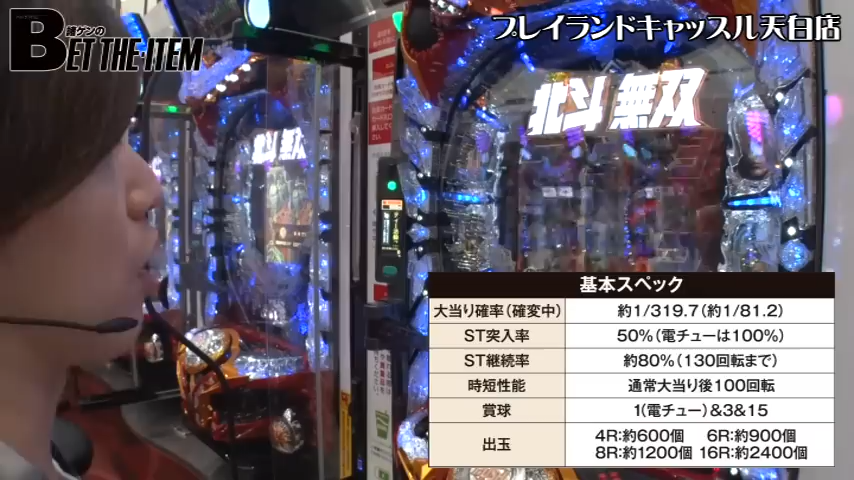 諸ゲンの
BET THE・ITEM
プレイランドキャッスル天白店
北斗無双
北斗無双
基本スペック
大当り確率(確変中) 約1/319.7(約1/81.2)
ST突入率 50%(電チューは100%)
ST継続率 約80%(130回転まで)
時短性能 通常大当り後100回転
賞球 1(電チュー)&3&15
出玉 4R:約600個 6R:約900個
8R:約1200個 16R:約2400個